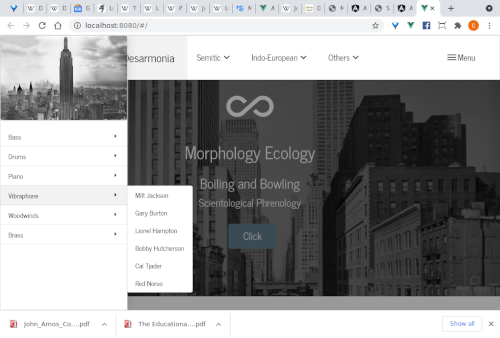 localhost:8080/#/
Desarmonia
Semitic
Indo-European
Others
Menu
Bass
Drums
Piano
Vibraphone
Woodwinds
Brass
Milt Jackson
Gary Burton
Lionel Hampton
Bobby Hutcherson
Cal Tjader
Red Norvo
Morphology Ecology
Boiling and Bowling
Scientological Phrenology
Click
John_Amos_Co....pdf
The Educationa....pdf
Show all